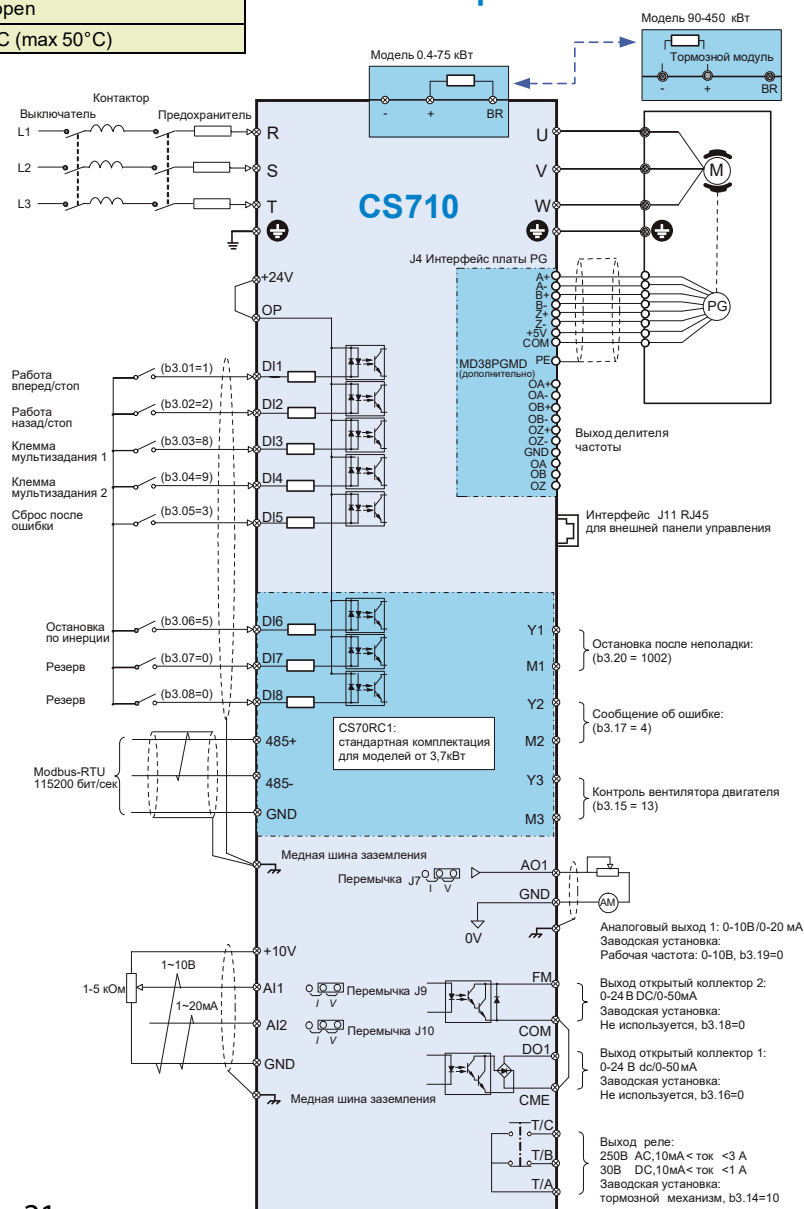 open
C (max 50°C)
Модель 0.4-75 кВт
-
+
BR
Модель 90-450 кВт
Тормозной модуль
-
+
BR
Контактор
Выключатель
Предохранитель
L1
L2
L3
R
S
T
CS710
U
V
W
M
J4 Интерфейс платы PG
A+
A-
B+
B-
Z+
Z-
+5V
COM
PE
PG
MD38PGMD
(дополнительно)
OA+
OA-
OB+
OB-
OZ+
OZ-
GND
OA
OB
OZ
Выход делителя
частоты
Интерфейс J11 RJ45
для внешней панели управления
+24V
OP
Работа
вперед/стоп
(b3.01=1)
DI1
Работа
назад/стоп
(b3.02=2)
DI2
Клемма
мультизадания 1
(b3.03=8)
DI3
Клемма
мультизадания 2
(b3.04=9)
DI4
Сброс после
ошибки
(b3.05=3)
DI5
Остановка
по инерции
(b3.06=5)
DI6
Резерв
(b3.07=0)
DI7
Резерв
(b3.08=0)
DI8
CS70RC1:
стандартная комплектация
для моделей от 3,7кВт
Y1
M1
Остановка после неполадки:
(b3.20 = 1002)
Y2
M2
Сообщение об ошибке:
(b3.17 = 4)
Y3
M3
Контроль вентилятора двигателя
(b3.15 = 13)
Modbus-RTU
115200 бит/сек
485+
485-
GND
Медная шина заземления
Перемычка J7
I V
AO1
GND
0V
AM
Аналоговый выход 1: 0-10В/0-20 мА
Заводская установка:
Рабочая частота: 0-10В, b3.19=0
+10V
1~10В
1-5 кОм
AI1
1~20мА
AI2
GND
Перемычка J9
I V
Перемычка J10
I V
Медная шина заземления
FM
COM
Выход открытый коллектор 2:
0-24 В DC/0-50мА
Заводская установка:
Не используется, b3.18=0
DO1
CME
Выход открытый коллектор 1:
0-24 В dc/0-50 мА
Заводская установка:
Не используется, b3.16=0
T/C
T/B
T/A
Выход реле:
250В AC,10мА< ток <3 А
30В DC,10мА< ток <1 А
Заводская установка:
тормозной механизм, b3.14=10